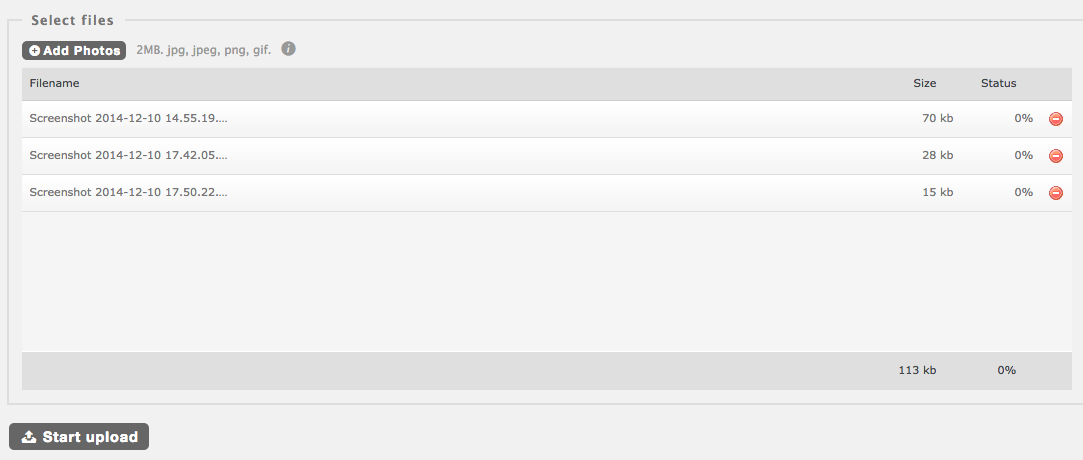 Select files
Add Photos 2MB. jpg, jpeg, png, gif. i
Filename Size Status
Screenshot 2014-12-10 14.55.19.... 70 kb 0%
Screenshot 2014-12-10 17.42.05.... 28 kb 0%
Screenshot 2014-12-10 17.50.22.... 15 kb 0%
113 kb 0%
Start upload